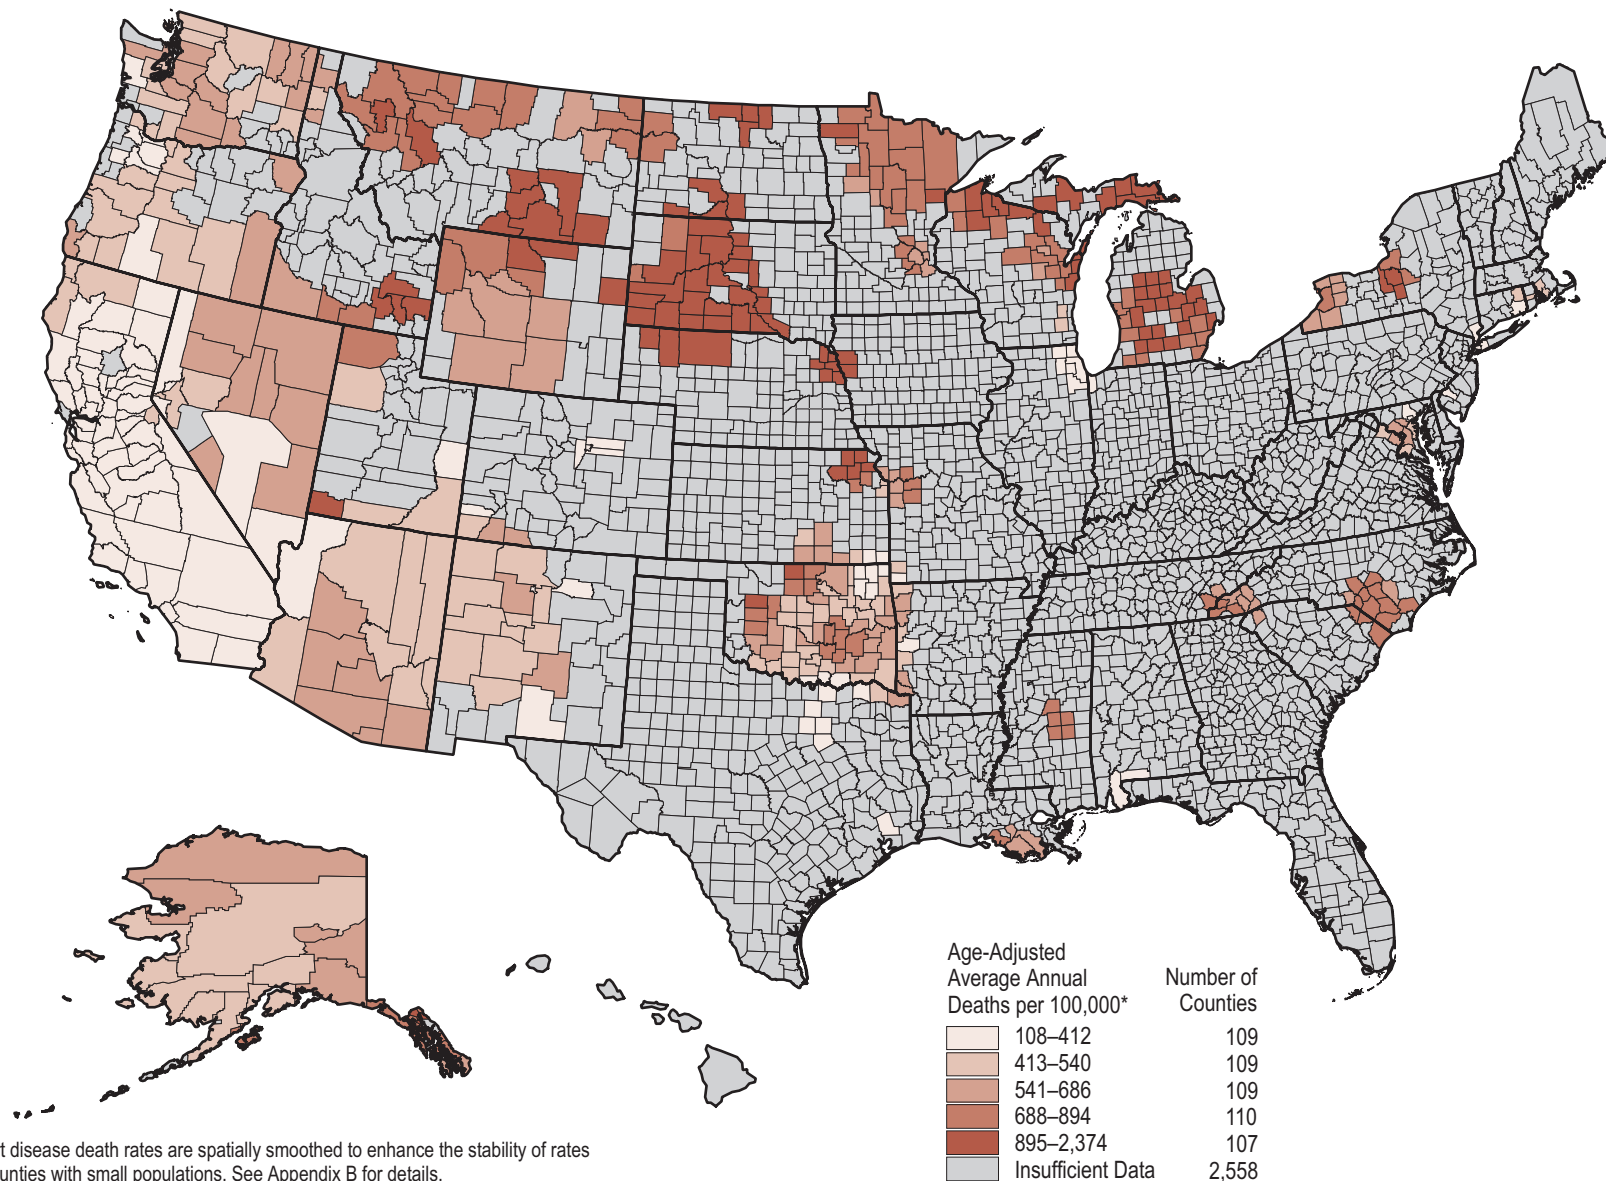 Age-Adjusted
Average Annual
Deaths per 100,000*
Number of
Counties
108–412 109
413–540 109
541–686 109
688–894 110
895–2,374 107
Insufficient Data 2,558
t disease death rates are spatially smoothed to enhance the stability of rates
unties with small populations. See Appendix B for details.